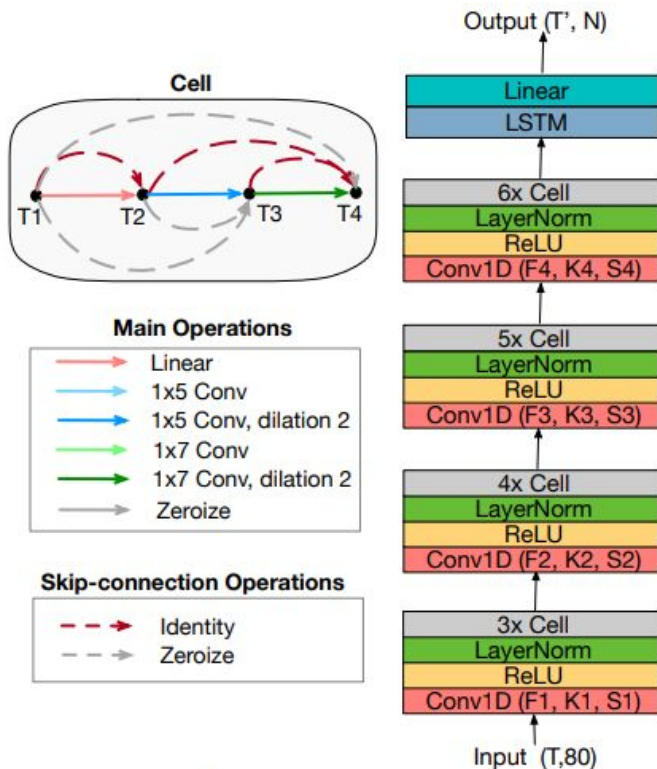 Cell
T1
T2
T3
T4
Main Operations
Linear
1x5 Conv
1x5 Conv, dilation 2
1x7 Conv
1x7 Conv, dilation 2
Zeroize
Skip-connection Operations
Identity
Zeroize
Output (T’, N)
Linear
LSTM
6x Cell
LayerNorm
ReLU
Conv1D (F4, K4, S4)
5x Cell
LayerNorm
ReLU
Conv1D (F3, K3, S3)
4x Cell
LayerNorm
ReLU
Conv1D (F2, K2, S2)
3x Cell
LayerNorm
ReLU
Conv1D (F1, K1, S1)
Input (T,80)